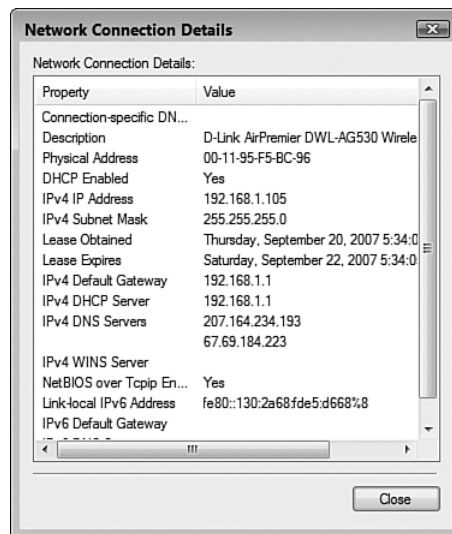 Network Connection Details
Network Connection Details:
Property Value
Connection-specific DN...
Description D-Link AirPremier DWL-AG530 Wirele
Physical Address 00-11-95-F5-BC-96
DHCP Enabled Yes
IPv4 IP Address 192.168.1.105
IPv4 Subnet Mask 255.255.255.0
Lease Obtained Thursday, September 20, 2007 5:34:0
Lease Expires Saturday, September 22, 2007 5:34:0
IPv4 Default Gateway 192.168.1.1
IPv4 DHCP Server 192.168.1.1
IPv4 DNS Servers 207.164.234.193
67.69.184.223
IPv4 WINS Server
NetBIOS over Tcpip En... Yes
Link-local IPv6 Address fe80::130:2a68:fde5:d668%8
IPv6 Default Gateway
Close